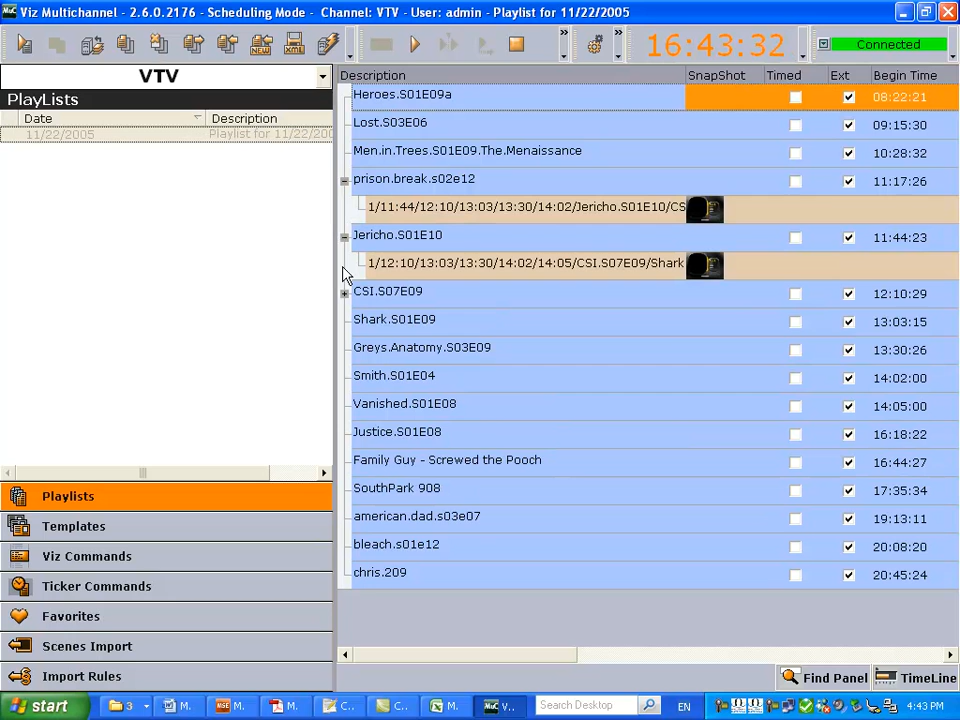 Viz Multichannel - 2.6.0.2176 - Scheduling Mode - Channel: VTV - User: admin - Playlist for 11/22/2005
NEW
XML
16:43:32
Connected
VTV
PlayLists
Date Description
11/22/2005 Playlist for 11/22/200
Description SnapShot Timed Ext Begin Time
Heroes.S01E09a 08:22:21
Lost.S03E06 09:15:30
Men.in.Trees.S01E09.The.Menaissance 10:28:32
prison.break.s02e12 11:17:26
1/11:44/12:10/13:03/13:30/14:02/Jericho.S01E10/CS
Jericho.S01E10 11:44:23
1/12:10/13:03/13:30/14:02/14:05/CSI.S07E09/Shark
CSI.S07E09 12:10:29
Shark.S01E09 13:03:15
Greys.Anatomy.S03E09 13:30:26
Smith.S01E04 14:02:00
Vanished.S01E08 14:05:00
Justice.S01E08 16:18:22
Family Guy - Screwed the Pooch 16:44:27
SouthPark 908 17:35:34
american.dad.s03e07 19:13:11
bleach.s01e12 20:08:20
chris.209 20:45:24
Playlists
Templates
Viz Commands
Ticker Commands
Favorites
Scenes Import
Import Rules
Find Panel TimeLine
start 3 M. M. M. C.. C.. M. V.. Search Desktop EN 4:43 PM